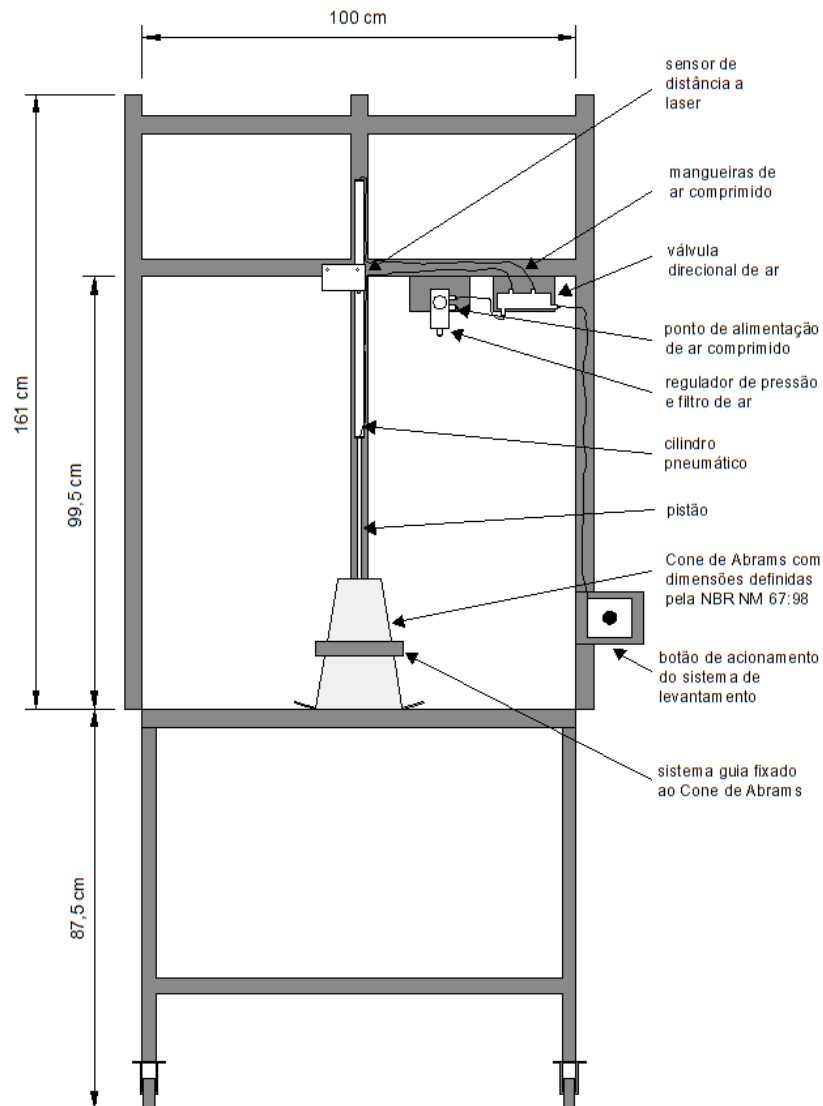 100 cm
sensor de
distância a
laser
mangueiras de
ar comprimido
válvula
direcional de ar
ponto de alimentação
de ar comprimido
regulador de pressão
e filtro de ar
161 cm
99,5 cm
cilindro
pneumático
pistão
Cone de Abrams com
dimensões definidas
pela NBR NM 67:98
botão de acionamento
do sistema de
levantamento
sistema guia fixado
ao Cone de Abrams
87,5 cm